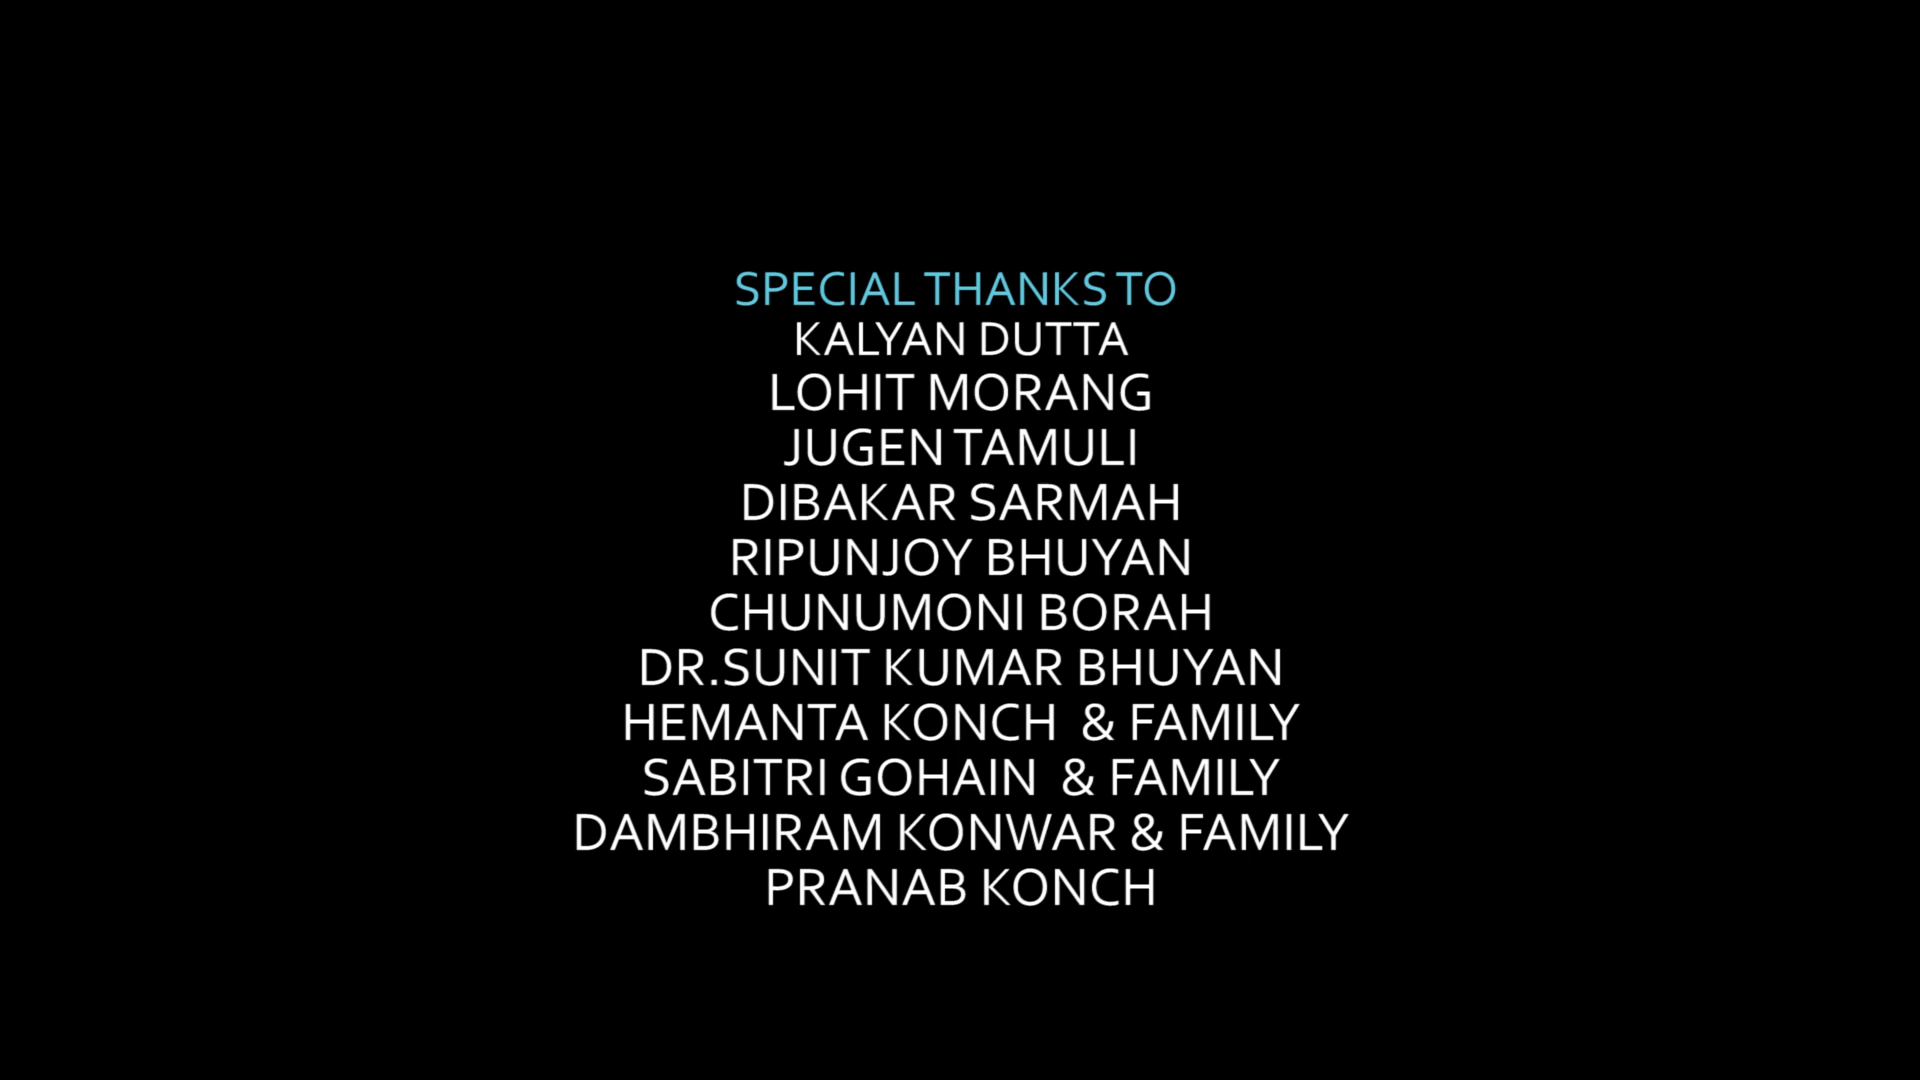 SPECIAL THANKS TO
KALYAN DUTTA
LOHIT MORANG
JUGEN TAMULI
DIBAKAR SARMAH
RIPUNJOY BHUYAN
CHUNUMONI BORAH
DR.SUNIT KUMAR BHUYAN
HEMANTA KONCH & FAMILY
SABITRI GOHAIN & FAMILY
DAMBHIRAM KONWAR & FAMILY
PRANAB KONCH